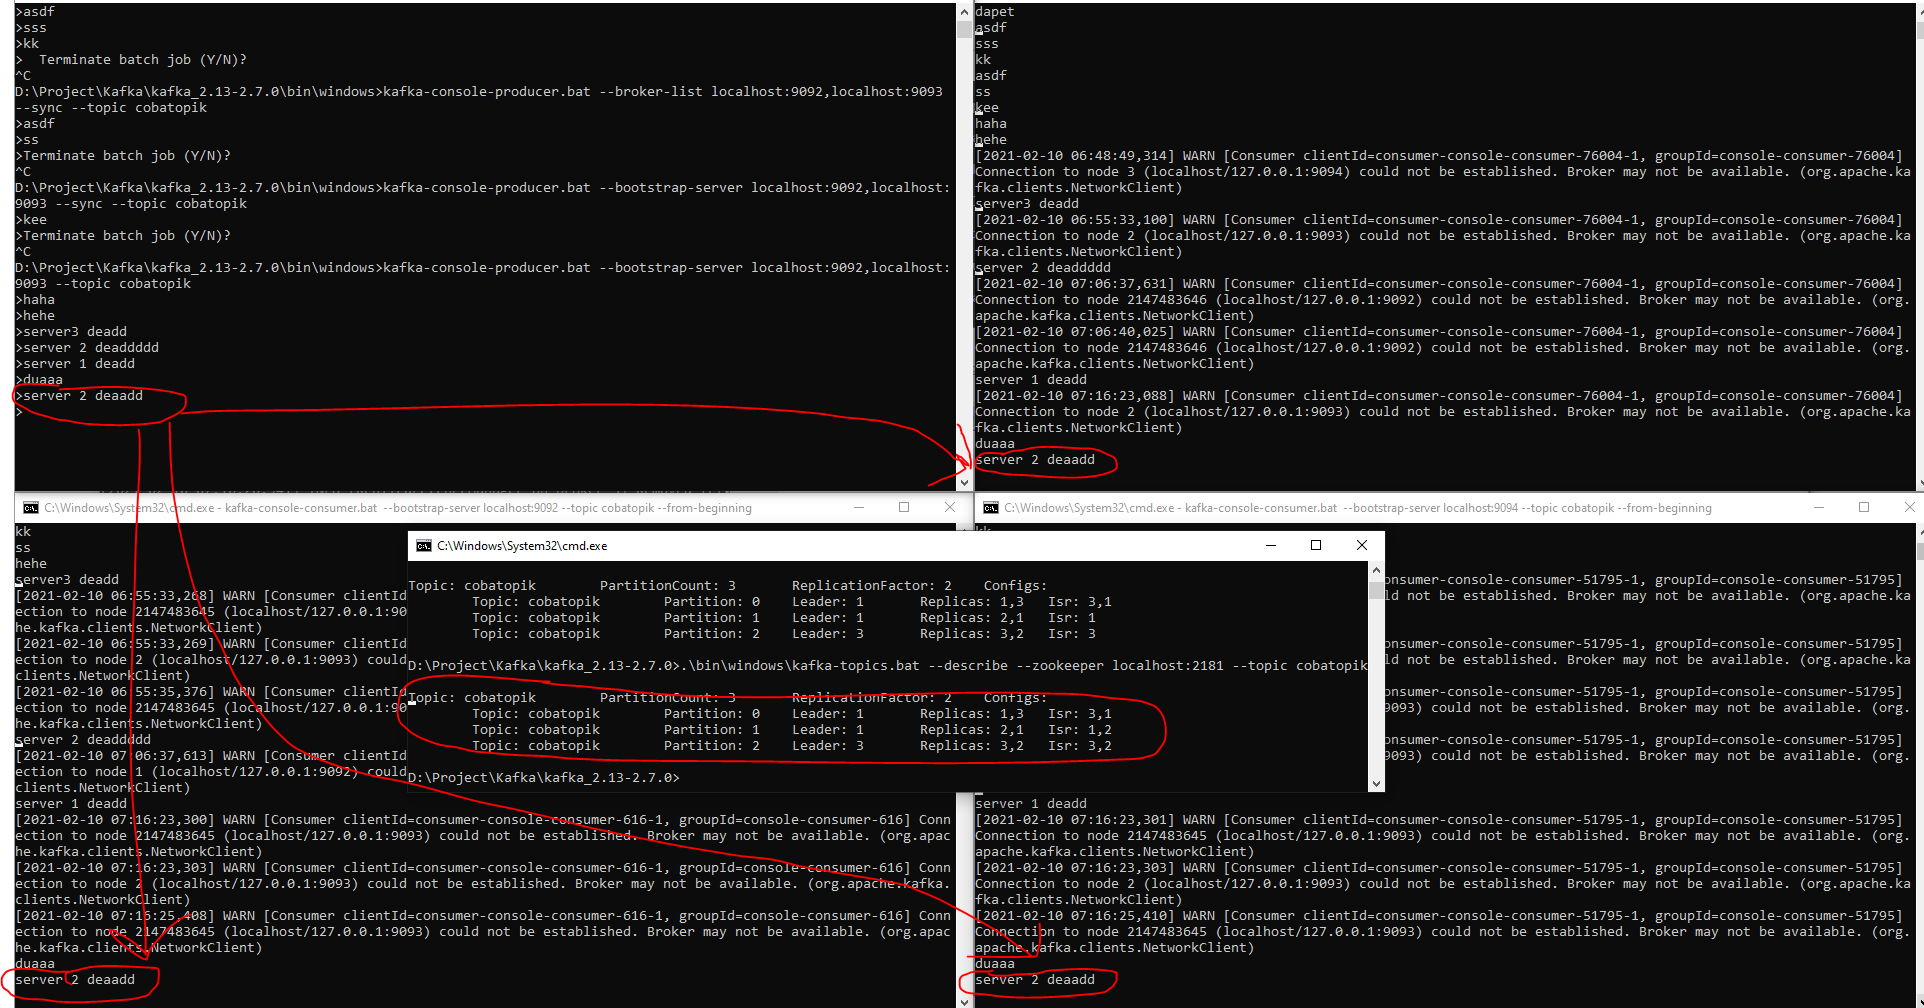 >asdf
>sss
>kk
>  Terminate batch job (Y/N)?
^C
D:\Project\Kafka\kafka_2.13-2.7.0\bin\windows>kafka-console-producer.bat --broker-list localhost:9092,localhost:9093
--sync --topic cobatopik
>asdf
>ss
>Terminate batch job (Y/N)?
^C
D:\Project\Kafka\kafka_2.13-2.7.0\bin\windows>kafka-console-producer.bat --bootstrap-server localhost:9092,localhost:
9093 --sync --topic cobatopik
>kee
>Terminate batch job (Y/N)?
^C
D:\Project\Kafka\kafka_2.13-2.7.0\bin\windows>kafka-console-producer.bat --bootstrap-server localhost:9092,localhost:
9093 --topic cobatopik
>haha
>hehe
>server3 deadd
>server 2 deaddddd
>server 1 deadd
>duaaa
>server 2 deaadd
>
dapet
asdf
sss
kk
asdf
ss
kee
haha
hehe
[2021-02-10 06:48:49,314] WARN [Consumer clientId=consumer-console-consumer-76004-1, groupId=console-consumer-76004]
Connection to node 3 (localhost/127.0.0.1:9094) could not be established. Broker may not be available. (org.apache.ka
fka.clients.NetworkClient)
server3 deadd
[2021-02-10 06:55:33,100] WARN [Consumer clientId=consumer-console-consumer-76004-1, groupId=console-consumer-76004]
Connection to node 2 (localhost/127.0.0.1:9093) could not be established. Broker may not be available. (org.apache.ka
fka.clients.NetworkClient)
server 2 deaddddd
[2021-02-10 07:06:37,631] WARN [Consumer clientId=consumer-console-consumer-76004-1, groupId=console-consumer-76004]
Connection to node 2147483646 (localhost/127.0.0.1:9092) could not be established. Broker may not be available. (org.
apache.kafka.clients.NetworkClient)
[2021-02-10 07:06:40,025] WARN [Consumer clientId=consumer-console-consumer-76004-1, groupId=console-consumer-76004]
Connection to node 2147483646 (localhost/127.0.0.1:9092) could not be established. Broker may not be available. (org.
apache.kafka.clients.NetworkClient)
server 1 deadd
[2021-02-10 07:16:23,088] WARN [Consumer clientId=consumer-console-consumer-76004-1, groupId=console-consumer-76004]
Connection to node 2 (localhost/127.0.0.1:9093) could not be established. Broker may not be available. (org.apache.ka
fka.clients.NetworkClient)
duaaa
server 2 deaadd
C:\Windows\System32\cmd.exe - kafka-console-consumer.bat  --bootstrap-server localhost:9092 --topic cobatopik --from-beginning
kk
ss
hehe
server3 deadd
[2021-02-10 06:55:33,268] WARN [Consumer clientId
ection to node 2147483645 (localhost/127.0.0.1:90
he.kafka.clients.NetworkClient)
[2021-02-10 06:55:33,269] WARN [Consumer clientId
ection to node 2 (localhost/127.0.0.1:9093) could
clients.NetworkClient)
[2021-02-10 06:55:35,376] WARN [Consumer clientId
ection to node 2147483645 (localhost/127.0.0.1:90
he.kafka.clients.NetworkClient)
server 2 deaddddd
[2021-02-10 07:06:37,613] WARN [Consumer clientId
ection to node 1 (localhost/127.0.0.1:9092) could
clients.NetworkClient)
server 1 deadd
[2021-02-10 07:16:23,300] WARN [Consumer clientId=consumer-console-consumer-616-1, groupId=console-consumer-616] Conn
ection to node 2147483645 (localhost/127.0.0.1:9093) could not be established. Broker may not be available. (org.apac
he.kafka.clients.NetworkClient)
[2021-02-10 07:16:23,303] WARN [Consumer clientId=consumer-console-consumer-616-1, groupId=console-consumer-616] Conn
ection to node 2 (localhost/127.0.0.1:9093) could not be established. Broker may not be available. (org.apache.kafka.
clients.NetworkClient)
[2021-02-10 07:16:25,408] WARN [Consumer clientId=consumer-console-consumer-616-1, groupId=console-consumer-616] Conn
ection to node 2147483645 (localhost/127.0.0.1:9093) could not be established. Broker may not be available. (org.apac
he.kafka.clients.NetworkClient)
duaaa
server 2 deaadd
C:\Windows\System32\cmd.exe
Topic: cobatopik        PartitionCount: 3       ReplicationFactor: 2    Configs:
Topic: cobatopik        Partition: 0    Leader: 1       Replicas: 1,3   Isr: 3,1
Topic: cobatopik        Partition: 1    Leader: 1       Replicas: 2,1   Isr: 1
Topic: cobatopik        Partition: 2    Leader: 3       Replicas: 3,2   Isr: 3
D:\Project\Kafka\kafka_2.13-2.7.0>.\bin\windows\kafka-topics.bat --describe --zookeeper localhost:2181 --topic cobatopik
Topic: cobatopik        PartitionCount: 3       ReplicationFactor: 2    Configs:
Topic: cobatopik        Partition: 0    Leader: 1       Replicas: 1,3   Isr: 3,1
Topic: cobatopik        Partition: 1    Leader: 1       Replicas: 2,1   Isr: 1,2
Topic: cobatopik        Partition: 2    Leader: 3       Replicas: 3,2   Isr: 3,2
D:\Project\Kafka\kafka_2.13-2.7.0>
C:\Windows\System32\cmd.exe - kafka-console-consumer.bat  --bootstrap-server localhost:9094 --topic cobatopik --from-beginning
nsumer-console-consumer-51795-1, groupId=console-consumer-51795]
ld not be established. Broker may not be available. (org.apache.ka
nsumer-console-consumer-51795-1, groupId=console-consumer-51795]
ld not be established. Broker may not be available. (org.apache.ka
nsumer-console-consumer-51795-1, groupId=console-consumer-51795]
9093) could not be established. Broker may not be available. (org.
nsumer-console-consumer-51795-1, groupId=console-consumer-51795]
9092) could not be established. Broker may not be available. (org.
server 1 deadd
[2021-02-10 07:16:23,301] WARN [Consumer clientId=consumer-console-consumer-51795-1, groupId=console-consumer-51795]
Connection to node 2147483645 (localhost/127.0.0.1:9093) could not be established. Broker may not be available. (org.
apache.kafka.clients.NetworkClient)
[2021-02-10 07:16:23,303] WARN [Consumer clientId=consumer-console-consumer-51795-1, groupId=console-consumer-51795]
Connection to node 2 (localhost/127.0.0.1:9093) could not be established. Broker may not be available. (org.apache.ka
fka.clients.NetworkClient)
[2021-02-10 07:16:25,410] WARN [Consumer clientId=consumer-console-consumer-51795-1, groupId=console-consumer-51795]
Connection to node 2147483645 (localhost/127.0.0.1:9093) could not be established. Broker may not be available. (org.
apache.kafka.clients.NetworkClient)
duaaa
server 2 deaadd